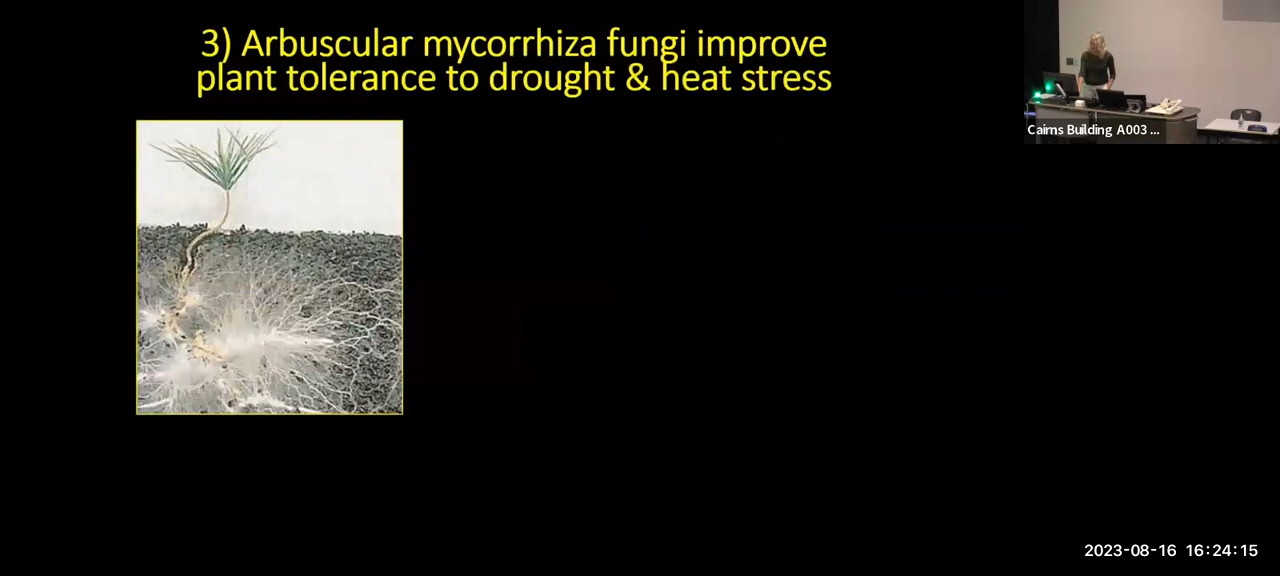 3) Arbuscular mycorrhiza fungi improve
plant tolerance to drought & heat stress
Cairns Building A003 ...
2023-08-16 16:24:15